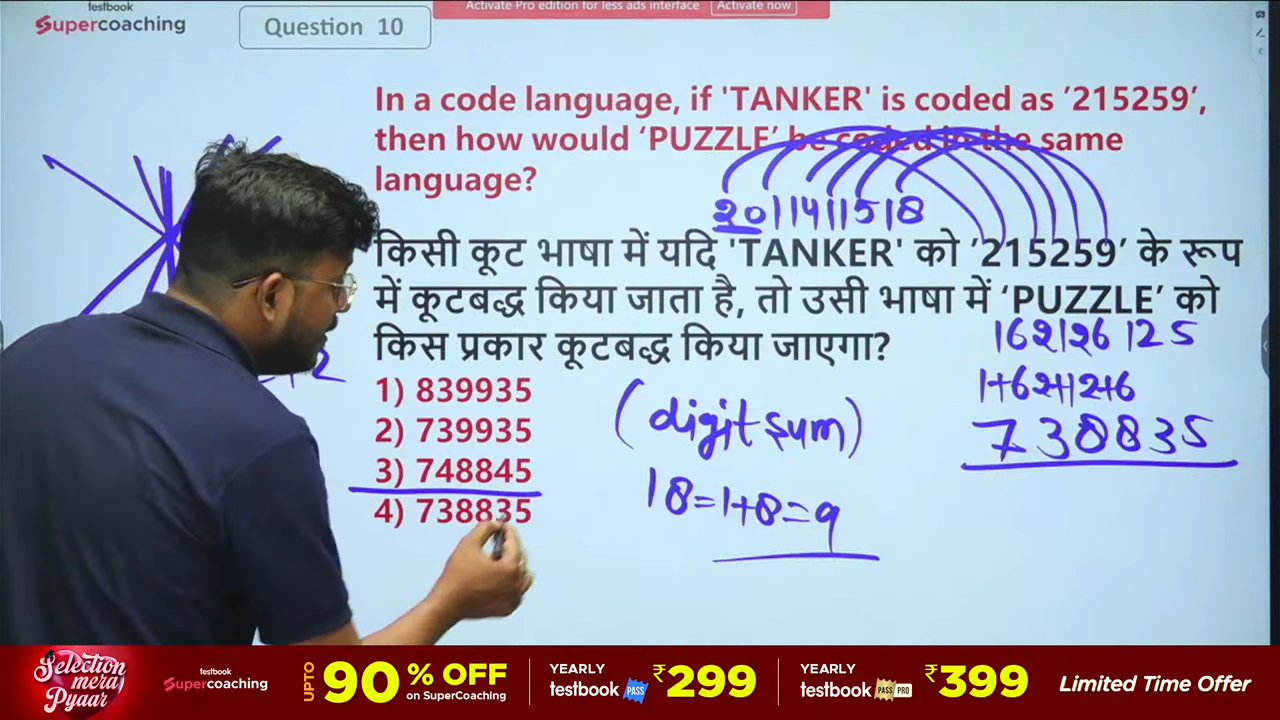 testbook
Supercoaching
Question 10
Activate Pro edition for less ads interface Activate now
In a code language, if 'TANKER' is coded as '215259',
then how would 'PUZZLE' be coded in the same
language?
20 1 14 11 5 18
किसी कूट भाषा में यदि 'TANKER' को '215259' के रूप
में कूटबद्ध किया जाता है, तो उसी भाषा में 'PUZZLE' को
किस प्रकार कूटबद्ध किया जाएगा?
16 21 26 12 5
1+6 2+1 2+6
738835
1) 839935
2) 739935
3) 748845
4) 738835
(digit sum)
18=1+8=9
Selection
mera
Pyaar
testbook
Supercoaching
UPTO 90% OFF
on SuperCoaching
YEARLY
testbook PASS ₹299
YEARLY
testbook PASS PRO ₹399
Limited Time Offer